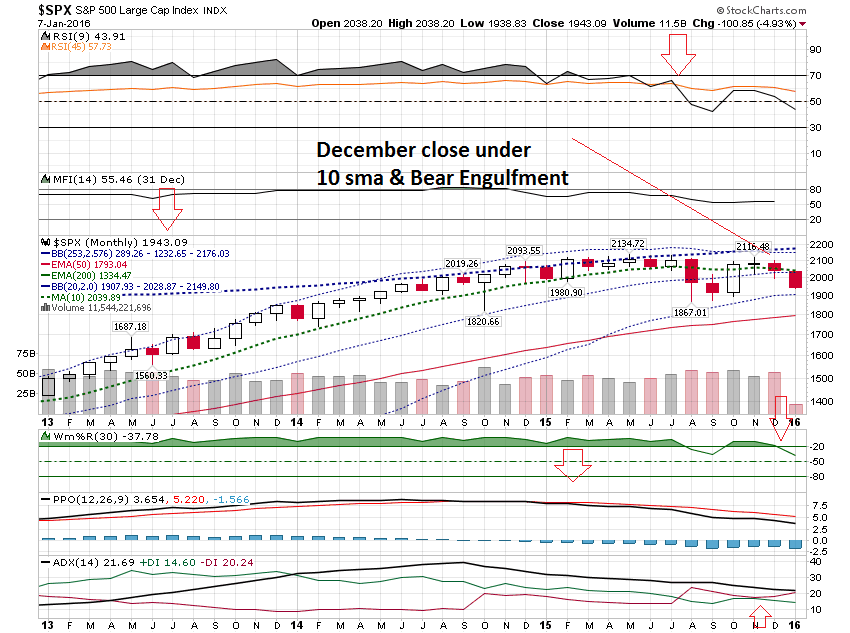 $SPX S&P 500 Large Cap Index INDX
© StockCharts.com
7-Jan-2016
Open 2038.20 High 2038.20 Low 1938.83 Close 1943.09 Volume 11.5B Chg -100.85 (-4.93%)
RSI(9) 43.91
RSI(45) 57.73
90
70
50
30
10
December close under
10 sma & Bear Engulfment
MFI(14) 55.46 (31 Dec)
80
50
20
$SPX (Monthly) 1943.09
BB(253,2.576) 289.26 - 1232.65 - 2176.03
EMA(50) 1793.04
EMA(200) 1334.47
BB(20,2.0) 1907.93 - 2028.87 - 2149.80
MA(10) 2039.89
Volume 11,544,221,696
1687.18
1560.33
2019.26
1820.66
2093.55
1980.90
2134.72
1867.01
2116.48
2200
2100
2000
1900
1800
1700
1600
1500
1400
75B
50B
25B
13 F M A M J J A S O N D 14 F M A M J J A S O N D 15 F M A M J J A S O N D 16
Wm%R(30) -37.78
-20
-50
-80
PPO(12,26,9) 3.654, 5.220, -1.566
7.5
5.0
2.5
0.0
-2.5
ADX(14) 21.69 +DI 14.60 -DI 20.24
40
30
20
10
13 F M A M J J A S O N D 14 F M A M J J A S O N D 15 F M A M J J A S O N D 16